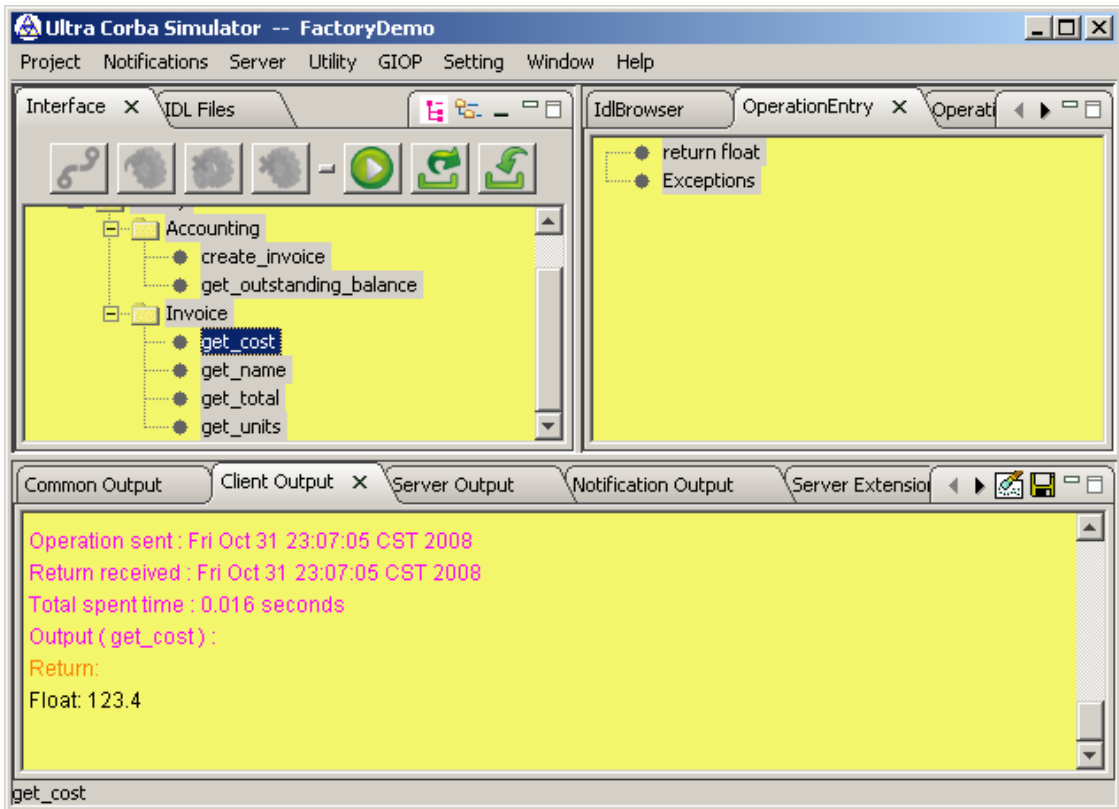 Ultra Corba Simulator -- FactoryDemo
Project Notifications Server Utility GIOP Setting Window Help
Interface IDL Files
IdlBrowser OperationEntry Operati
return float
Exceptions
Accounting
create_invoice
get_outstanding_balance
Invoice
get_cost
get_name
get_total
get_units
Common Output Client Output Server Output Notification Output Server Extension
Operation sent : Fri Oct 31 23:07:05 CST 2008
Return received : Fri Oct 31 23:07:05 CST 2008
Total spent time : 0.016 seconds
Output ( get_cost ) :
Return:
Float: 123.4
get_cost